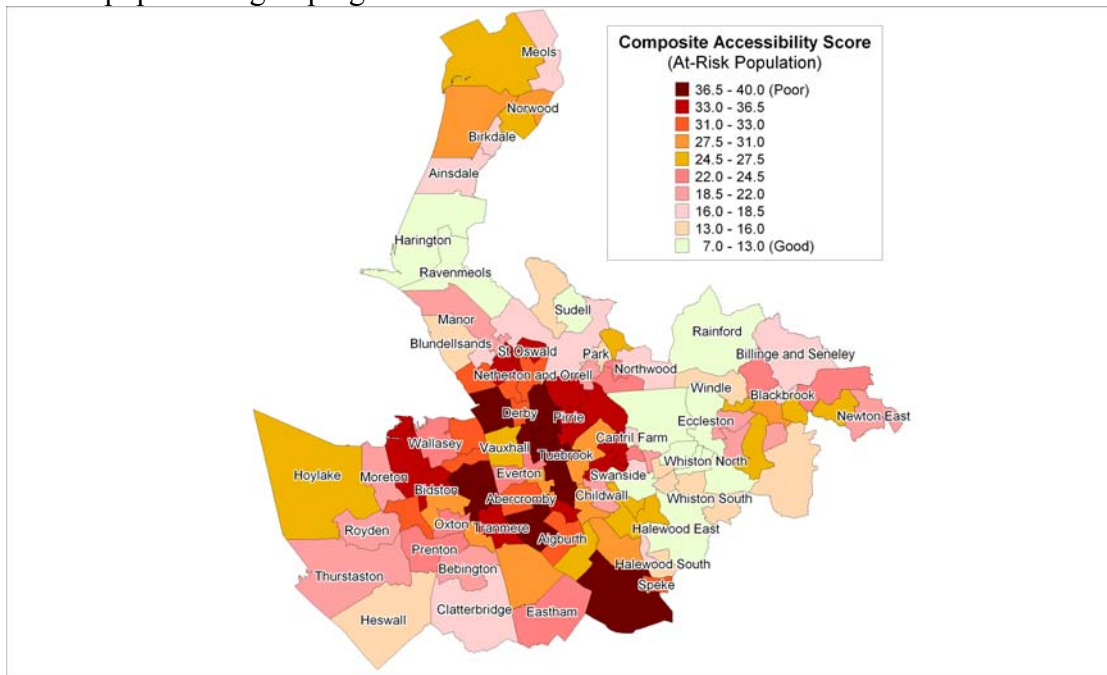 Meols
Norwood
Birkdale
Ainsdale
Harington
Ravenmeols
Composite Accessibility Score
(At-Risk Population)
36.5 - 40.0 (Poor)
33.0 - 36.5
31.0 - 33.0
27.5 - 31.0
24.5 - 27.5
22.0 - 24.5
18.5 - 22.0
16.0 - 18.5
13.0 - 16.0
7.0 - 13.0 (Good)
Sudell
Manor
Rainford
Blundellsands
St Oswald
Park
Billinge and Seneley
Netherton and Orrell
Northwood
Windle
Blackbrook
Derby
Pirrie
Eccleston
Newton East
Wallasey
Vauxhall
Cantril Farm
Tuebrook
Whiston North
Hoylake
Moreton
Everton
Swanside
Bidston
Abercromby
Childwall
Whiston South
Royden
Oxton
Tranmere
Aigburth
Halewood East
Prenton
Bebington
Halewood South
Thurstaston
Speke
Heswall
Clatterbridge
Eastham